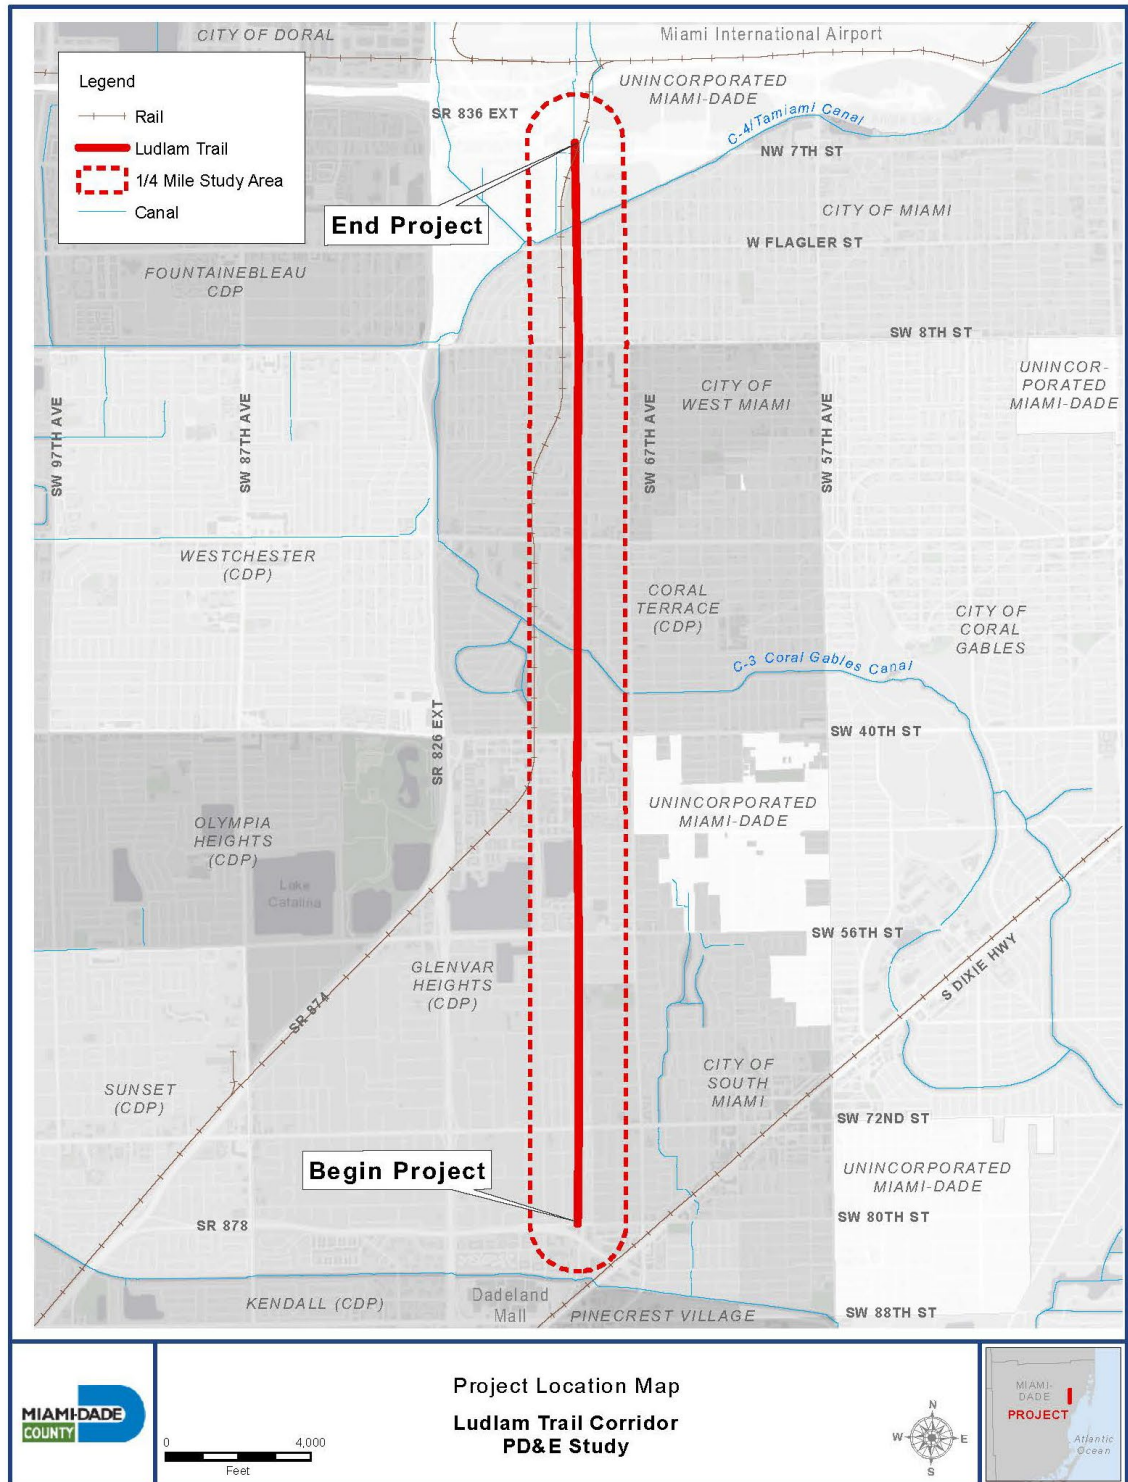 CITY OF DORAL
Miami International Airport
Legend
Rail
Ludlam Trail
1/4 Mile Study Area
Canal
UNINCORPORATED
MIAMI-DADE
SR 836 EXT
C-4/Tamiami Canal
NW 7TH ST
End Project
CITY OF MIAMI
W FLAGLER ST
FOUNTAINEBLEAU
CDP
SW 8TH ST
UNINCOR-
PORATED
MIAMI-DADE
CITY OF
WEST MIAMI
SW 97TH AVE
SW 87TH AVE
SW 67TH AVE
SW 57TH AVE
WESTCHESTER
(CDP)
CORAL
TERRACE
(CDP)
CITY OF
CORAL
GABLES
C-3 Coral Gables Canal
SR 826 EXT
SW 40TH ST
UNINCORPORATED
MIAMI-DADE
OLYMPIA
HEIGHTS
(CDP)
Lake
Catalina
SW 56TH ST
S DIXIE HWY
GLENVAR
HEIGHTS
(CDP)
SR 874
SUNSET
(CDP)
CITY OF
SOUTH
MIAMI
SW 72ND ST
Begin Project
UNINCORPORATED
MIAMI-DADE
SR 878
SW 80TH ST
KENDALL (CDP)
Dadeland
Mall
PINECREST VILLAGE
SW 88TH ST
MIAMI-DADE
COUNTY
0 4,000
Feet
Project Location Map
Ludlam Trail Corridor
PD&E Study
N
W E
S
MIAMI-
DADE
PROJECT
Atlantic
Ocean